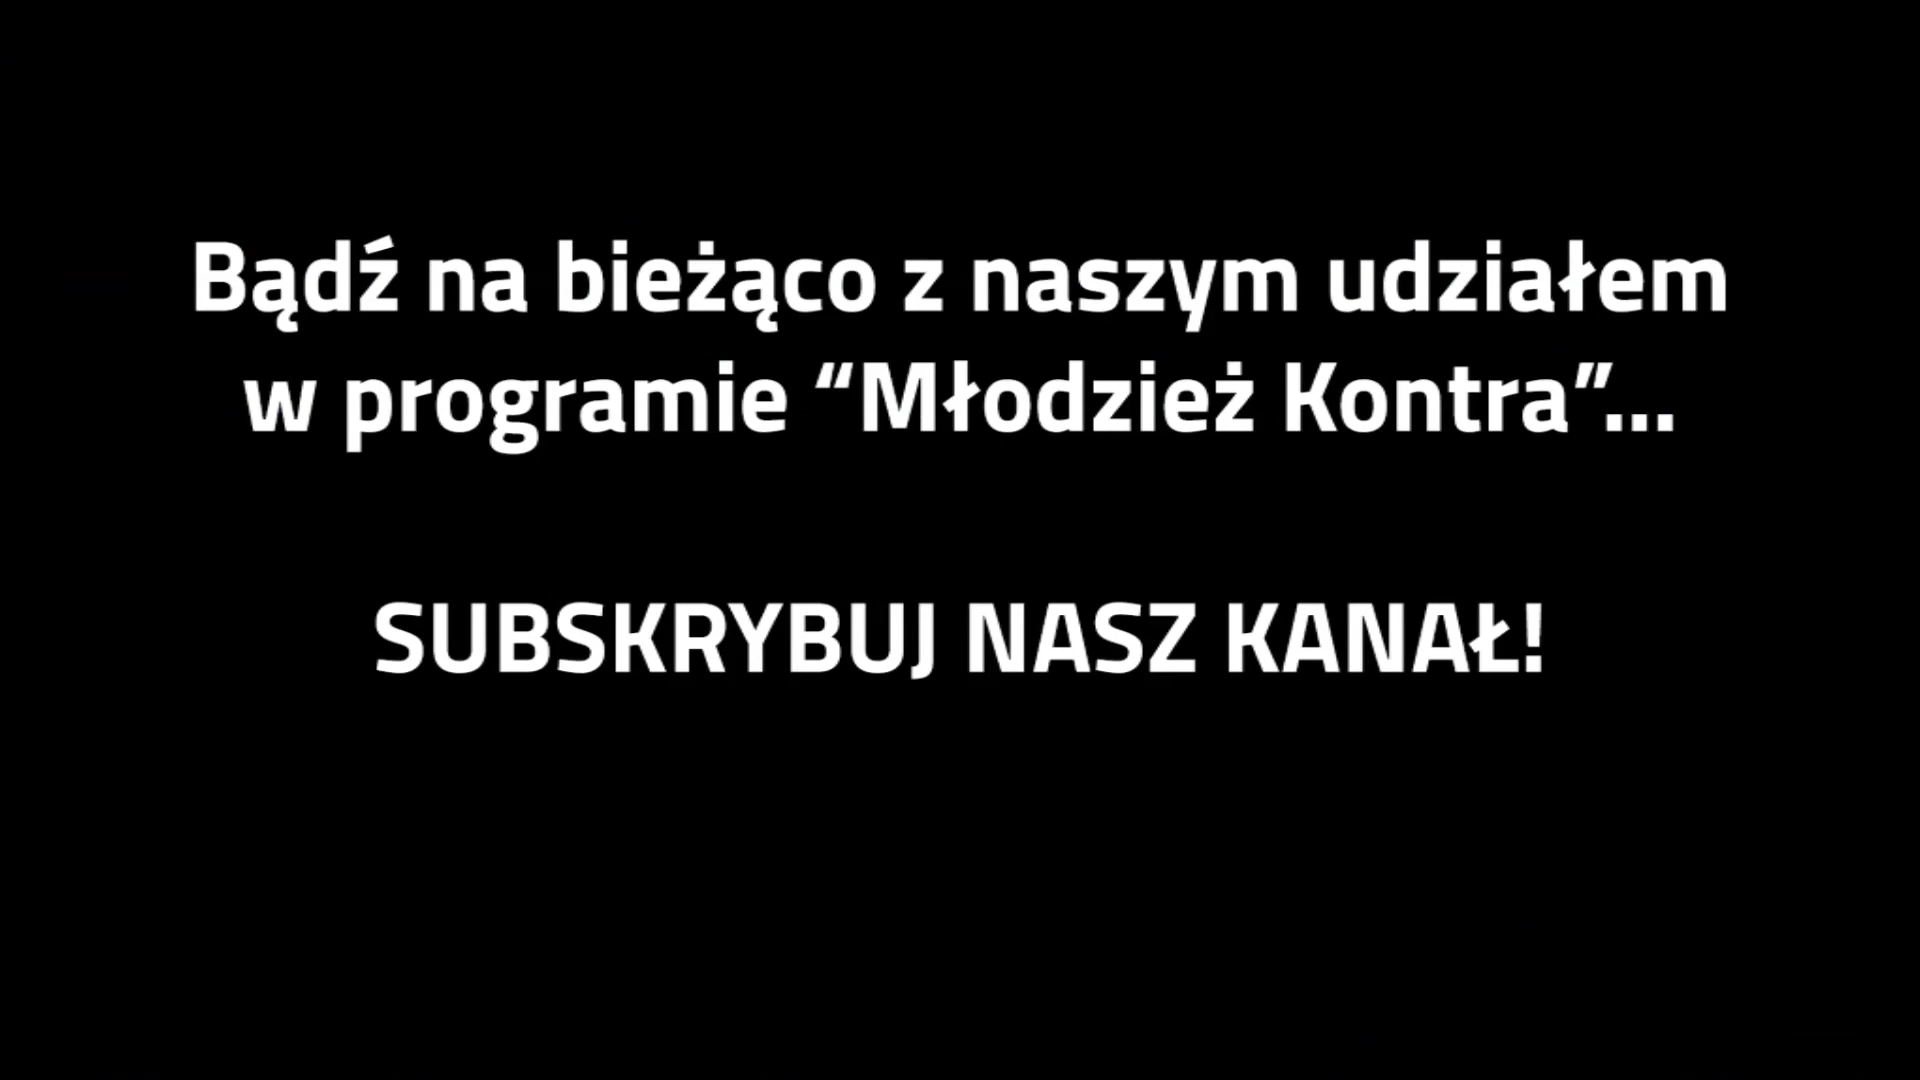 Bądź na bieżąco z naszym udziałem
w programie “Młodzież Kontra”...
SUBSKRYBUJ NASZ KANAŁ!